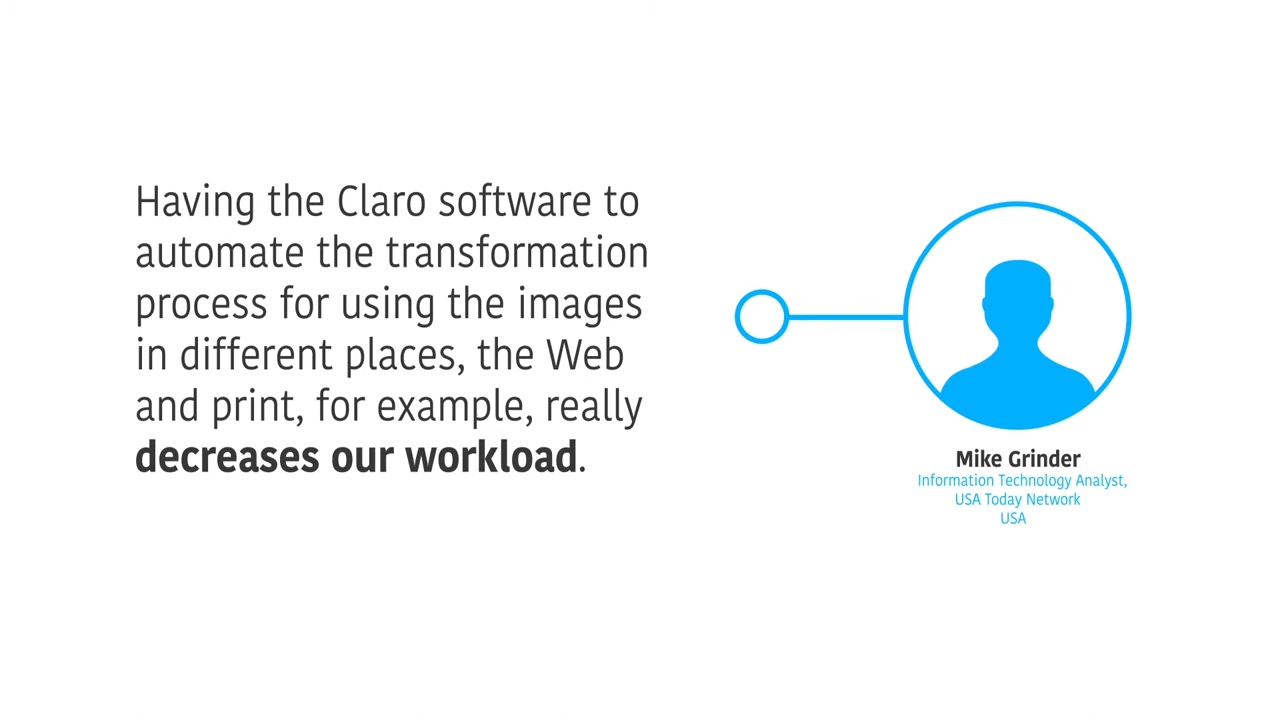 Having the Claro software to
automate the transformation
process for using the images
in different places, the Web
and print, for example, really
decreases our workload.
Mike Grinder
Information Technology Analyst,
USA Today Network
USA